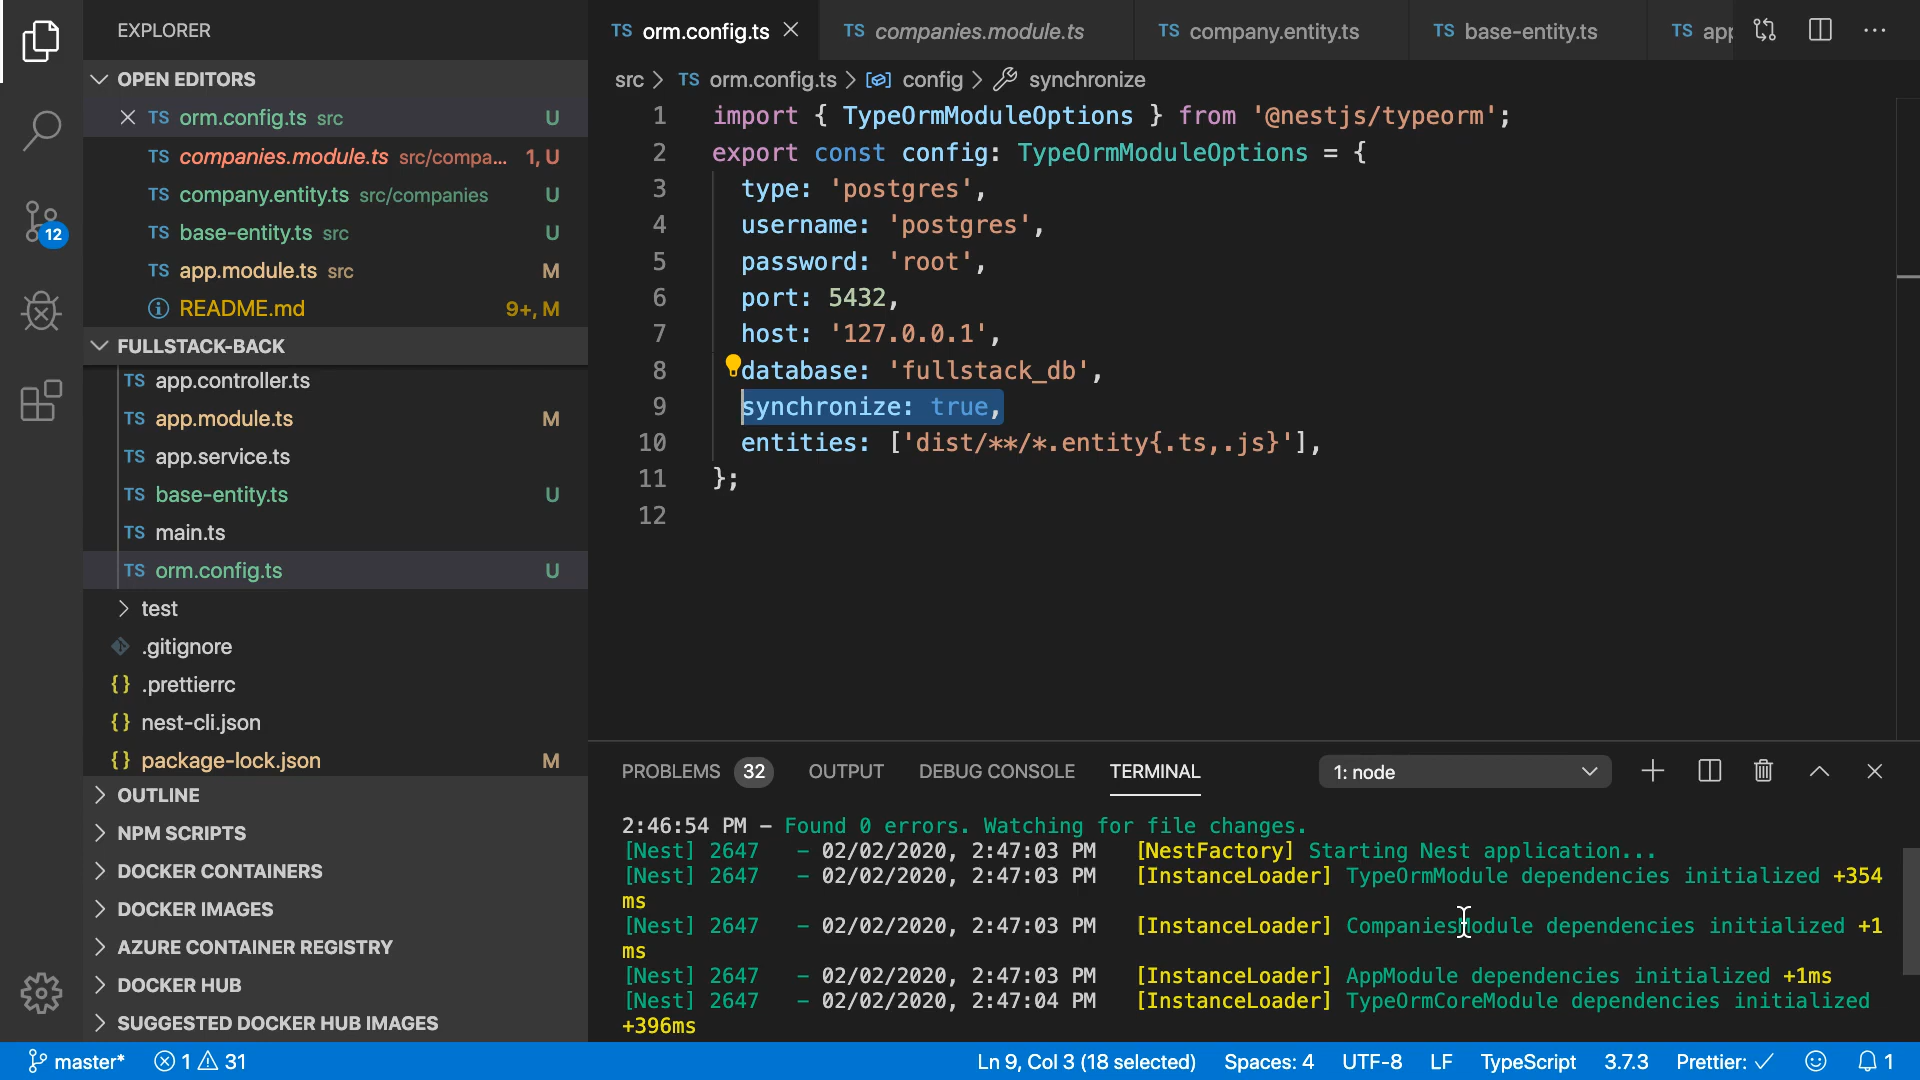 EXPLORER
OPEN EDITORS
TS orm.config.ts src U
TS companies.module.ts src/compa... 1, U
TS company.entity.ts src/companies U
TS base-entity.ts src U
TS app.module.ts src M
README.md 9+, M
FULLSTACK-BACK
TS app.controller.ts
TS app.module.ts M
TS app.service.ts
TS base-entity.ts U
TS main.ts
TS orm.config.ts U
test
.gitignore
{} .prettierrc
{} nest-cli.json
{} package-lock.json M
OUTLINE
NPM SCRIPTS
DOCKER CONTAINERS
DOCKER IMAGES
AZURE CONTAINER REGISTRY
DOCKER HUB
SUGGESTED DOCKER HUB IMAGES
12
TS orm.config.ts TS companies.module.ts TS company.entity.ts TS base-entity.ts TS app
src > TS orm.config.ts > config > synchronize
1 import { TypeOrmModuleOptions } from '@nestjs/typeorm';
2 export const config: TypeOrmModuleOptions = {
3 type: 'postgres',
4 username: 'postgres',
5 password: 'root',
6 port: 5432,
7 host: '127.0.0.1',
8 database: 'fullstack_db',
9 synchronize: true,
10 entities: ['dist/**/*.entity{.ts,.js}'],
11 };
12
PROBLEMS 32 OUTPUT DEBUG CONSOLE TERMINAL 1: node
2:46:54 PM – Found 0 errors. Watching for file changes.
[Nest] 2647 - 02/02/2020, 2:47:03 PM [NestFactory] Starting Nest application...
[Nest] 2647 - 02/02/2020, 2:47:03 PM [InstanceLoader] TypeOrmModule dependencies initialized +354
ms
[Nest] 2647 - 02/02/2020, 2:47:03 PM [InstanceLoader] CompaniesModule dependencies initialized +1
ms
[Nest] 2647 - 02/02/2020, 2:47:03 PM [InstanceLoader] AppModule dependencies initialized +1ms
[Nest] 2647 - 02/02/2020, 2:47:04 PM [InstanceLoader] TypeOrmCoreModule dependencies initialized
+396ms
master* 1 31 Ln 9, Col 3 (18 selected) Spaces: 4 UTF-8 LF TypeScript 3.7.3 Prettier: ✓ 1